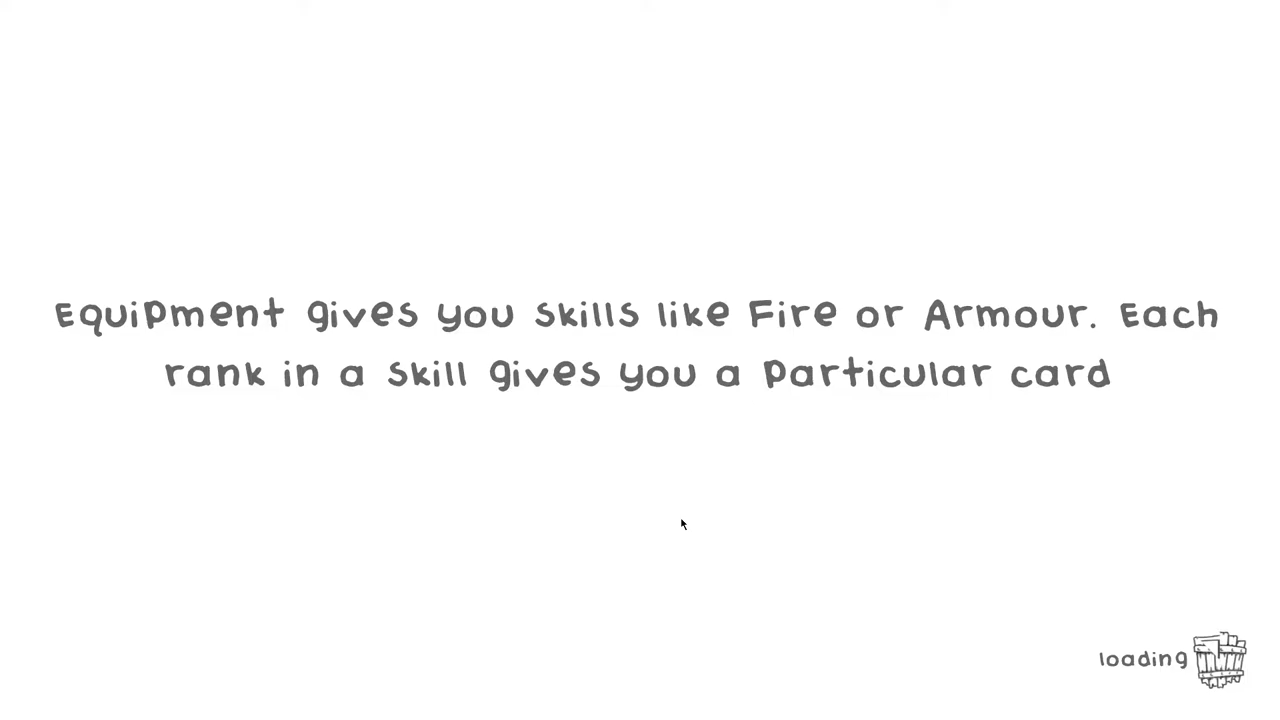 Equipment gives you skills like Fire or Armour. Each
rank in a skill gives you a particular card
loading